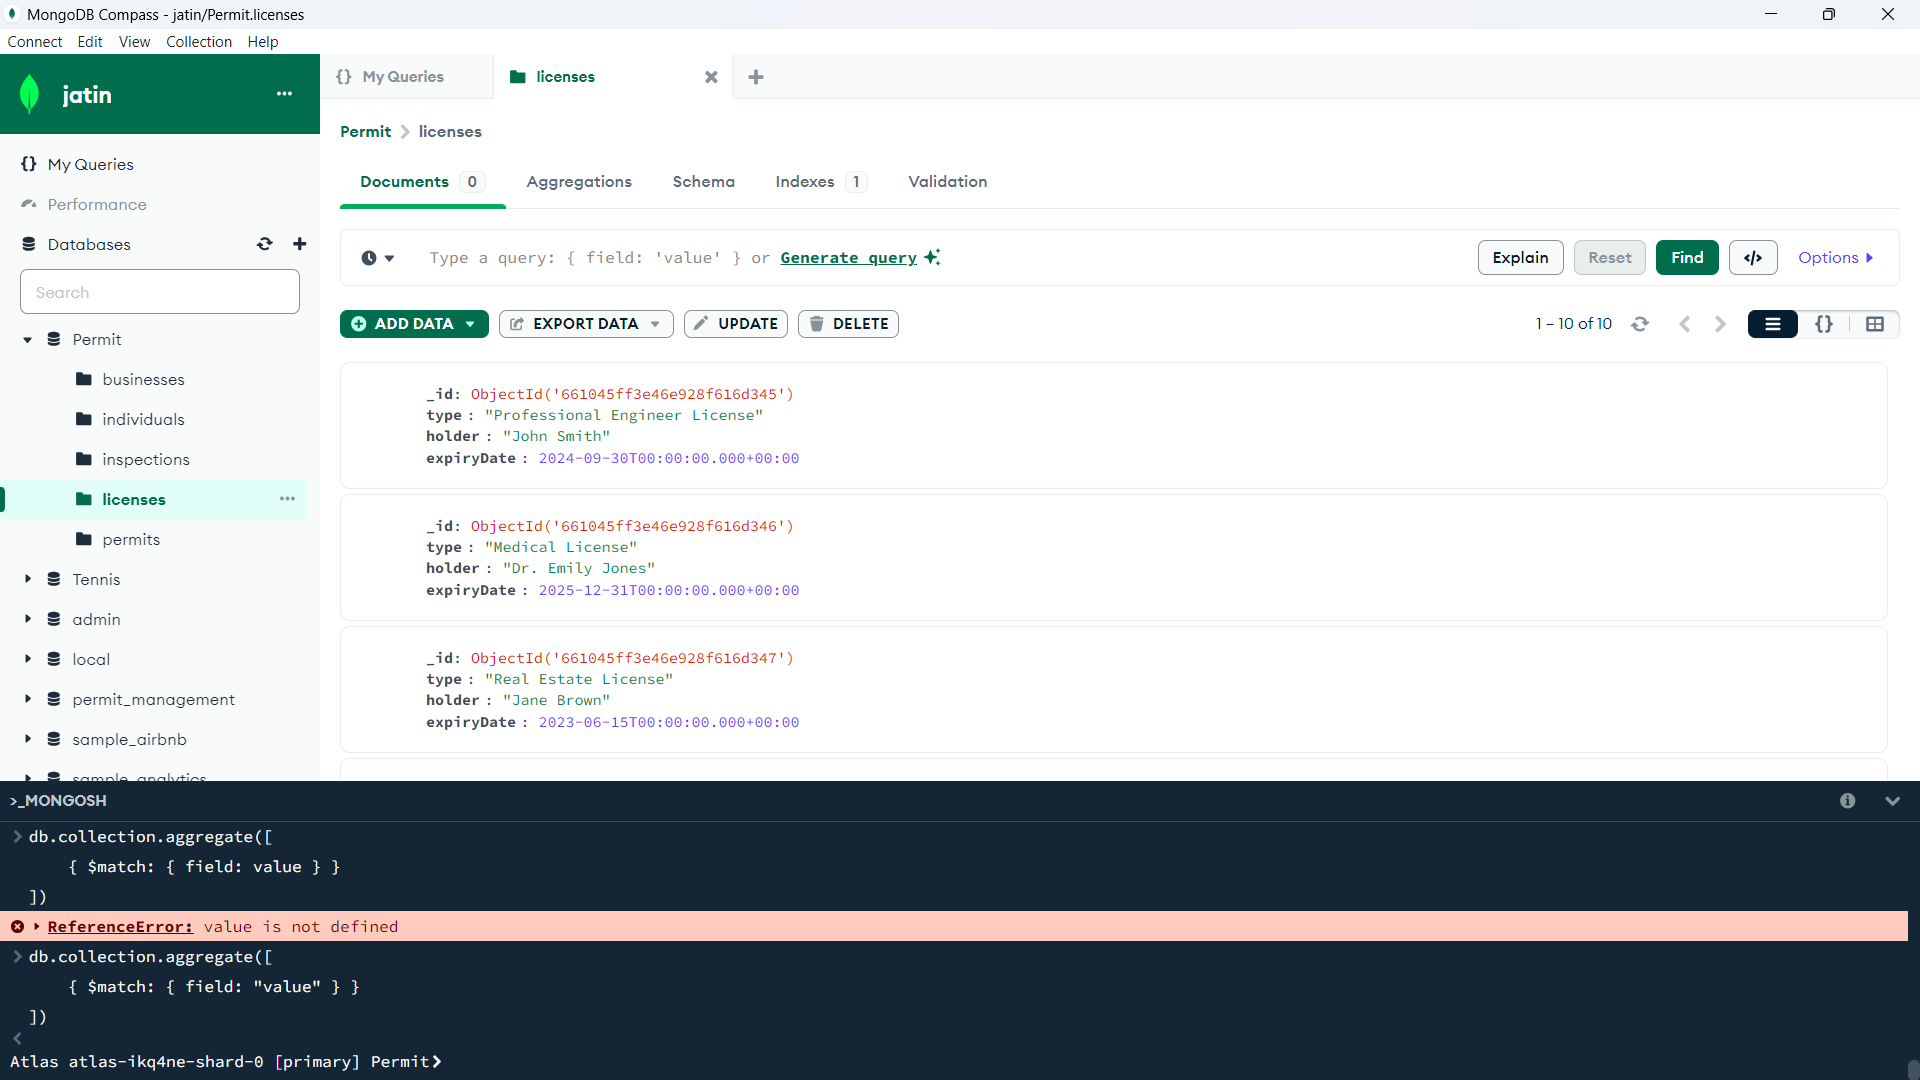 MongoDB Compass - jatin/Permit.licenses
Connect Edit View Collection Help
jatin
My Queries
licenses
Permit > licenses
My Queries
Performance
Databases
Search
Permit
businesses
individuals
inspections
licenses
permits
Tennis
admin
local
permit_management
sample_airbnb
sample_analytics
Documents 0 Aggregations Schema Indexes 1 Validation
Type a query: { field: 'value' } or Generate query
Explain Reset Find </> Options
ADD DATA EXPORT DATA UPDATE DELETE
1 – 10 of 10
{}
_id: ObjectId('661045ff3e46e928f616d345')
type : "Professional Engineer License"
holder : "John Smith"
expiryDate : 2024-09-30T00:00:00.000+00:00
_id: ObjectId('661045ff3e46e928f616d346')
type : "Medical License"
holder : "Dr. Emily Jones"
expiryDate : 2025-12-31T00:00:00.000+00:00
_id: ObjectId('661045ff3e46e928f616d347')
type : "Real Estate License"
holder : "Jane Brown"
expiryDate : 2023-06-15T00:00:00.000+00:00
>_MONGOSH
> db.collection.aggregate([
{ $match: { field: value } }
])
ReferenceError: value is not defined
> db.collection.aggregate([
{ $match: { field: "value" } }
])
<
Atlas atlas-ikq4ne-shard-0 [primary] Permit>